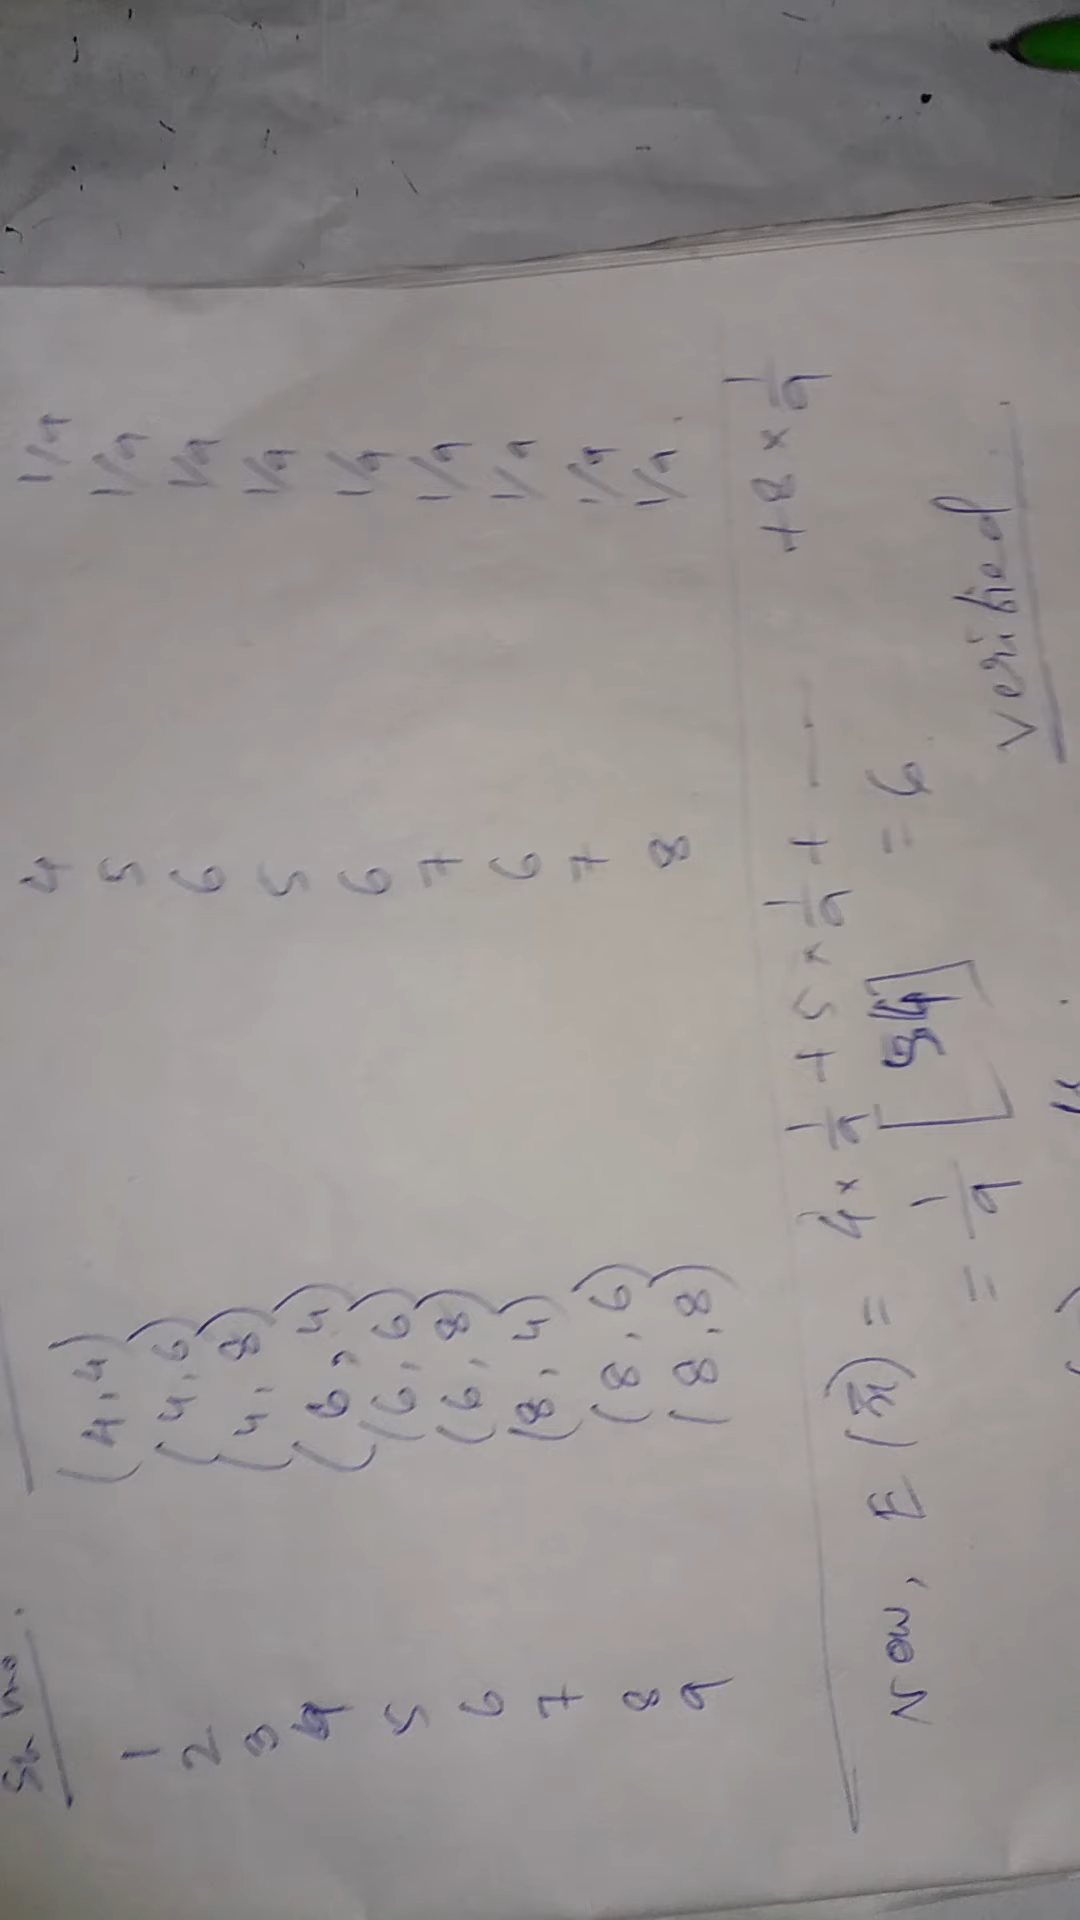 Sl no.
1 (4,4) 4 1/9
2 (4,6) 5 1/9
3 (4,8) 6 1/9
4 (6,4) 5 1/9
5 (6,6) 6 1/9
6 (6,8) 7 1/9
7 (8,4) 6 1/9
8 (8,6) 7 1/9
9 (8,8) 8 1/9.
Now, E(x̄) = 4 × 1/9 + 5 × 1/9 + — + 8 × 1/9
= 1/9 [54] = 6
verified.